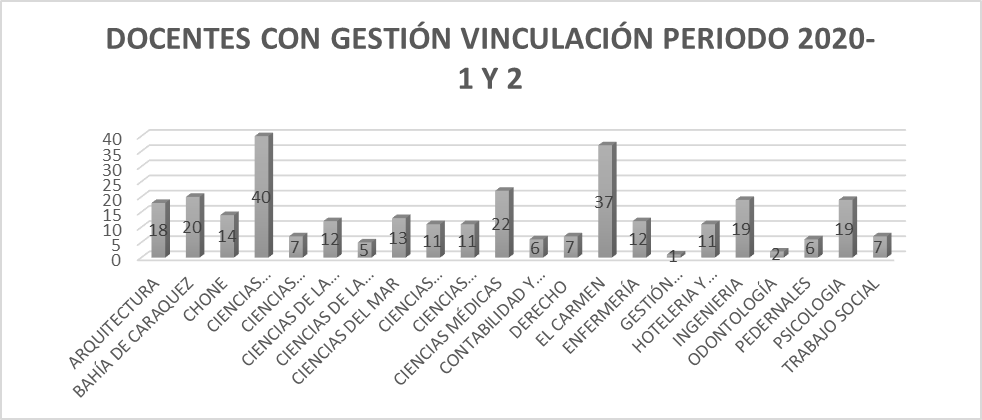 DOCENTES CON GESTIÓN VINCULACIÓN PERIODO 2020-
1 Y 2
40
35
30
25
20
15
10
5
0
18
20
14
40
7
12
5
13
11
11
22
6
7
37
12
1
11
19
2
6
19
7
ARQUITECTURA
BAHÍA DE CARAQUEZ
CHONE
CIENCIAS…
CIENCIAS…
CIENCIAS DE LA…
CIENCIAS DE LA…
CIENCIAS DEL MAR
CIENCIAS…
CIENCIAS…
CIENCIAS MÉDICAS
CONTABILIDAD Y…
DERECHO
EL CARMEN
ENFERMERÍA
GESTIÓN…
HOTELERIA Y…
INGENIERIA
ODONTOLOGÍA
PEDERNALES
PSICOLOGIA
TRABAJO SOCIAL